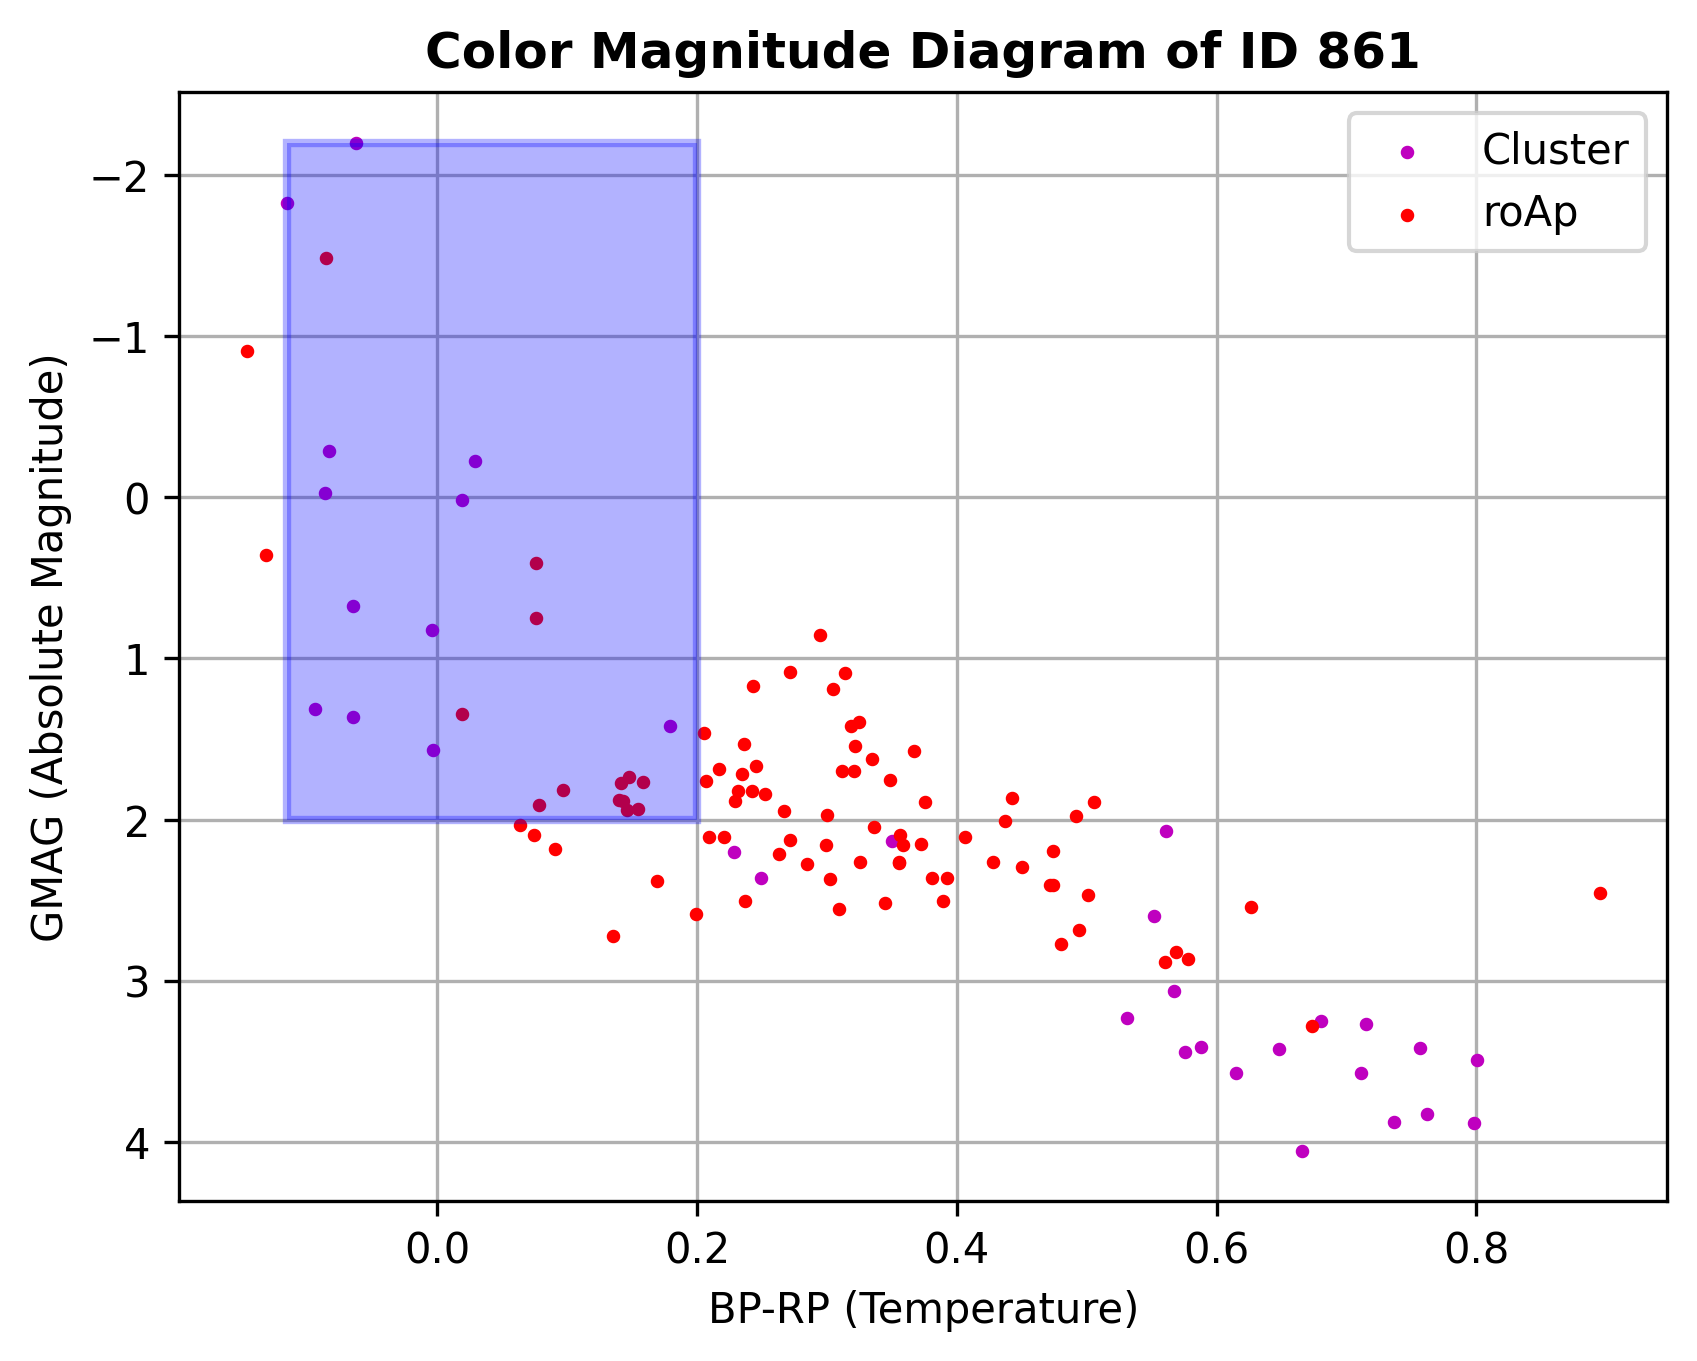 Color Magnitude Diagram of ID 861
Cluster
roAp
−2
−1
0
1
2
3
4
GMAG (Absolute Magnitude)
0.0 0.2 0.4 0.6 0.8
BP-RP (Temperature)